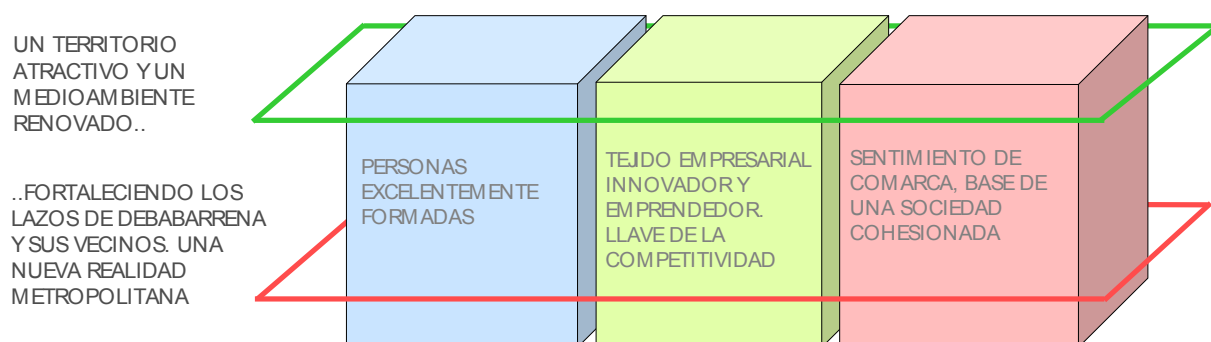 UN TERRITORIO
ATRACTIVO Y UN
MEDIOAMBIENTE
RENOVADO..
..FORTALECIENDO LOS
LAZOS DE DEBABARRENA
Y SUS VECINOS. UNA
NUEVA REALIDAD
METROPOLITANA
PERSONAS
EXCELENTEMENTE
FORMADAS
TEJIDO EMPRESARIAL
INNOVADOR Y
EMPRENDEDOR.
LLAVE DE LA
COMPETITIVIDAD
SENTIMIENTO DE
COMARCA, BASE DE
UNA SOCIEDAD
COHESIONADA